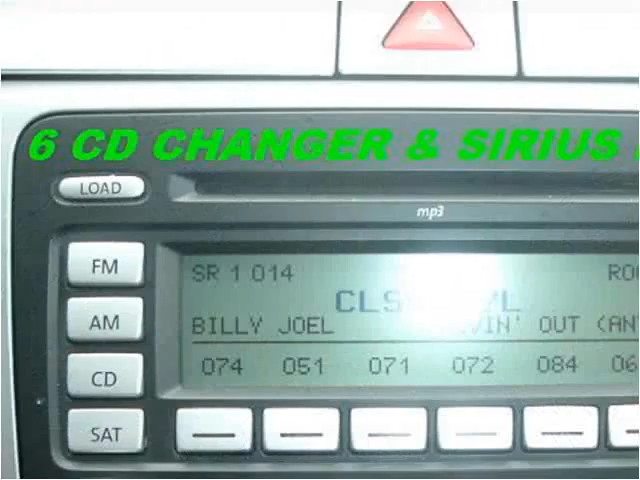 6 CD CHANGER & SIRIUS
LOAD
mp3
FM
SR 1 014
AM
BILLY JOEL OUT
CD
074 051 071 072 084
SAT